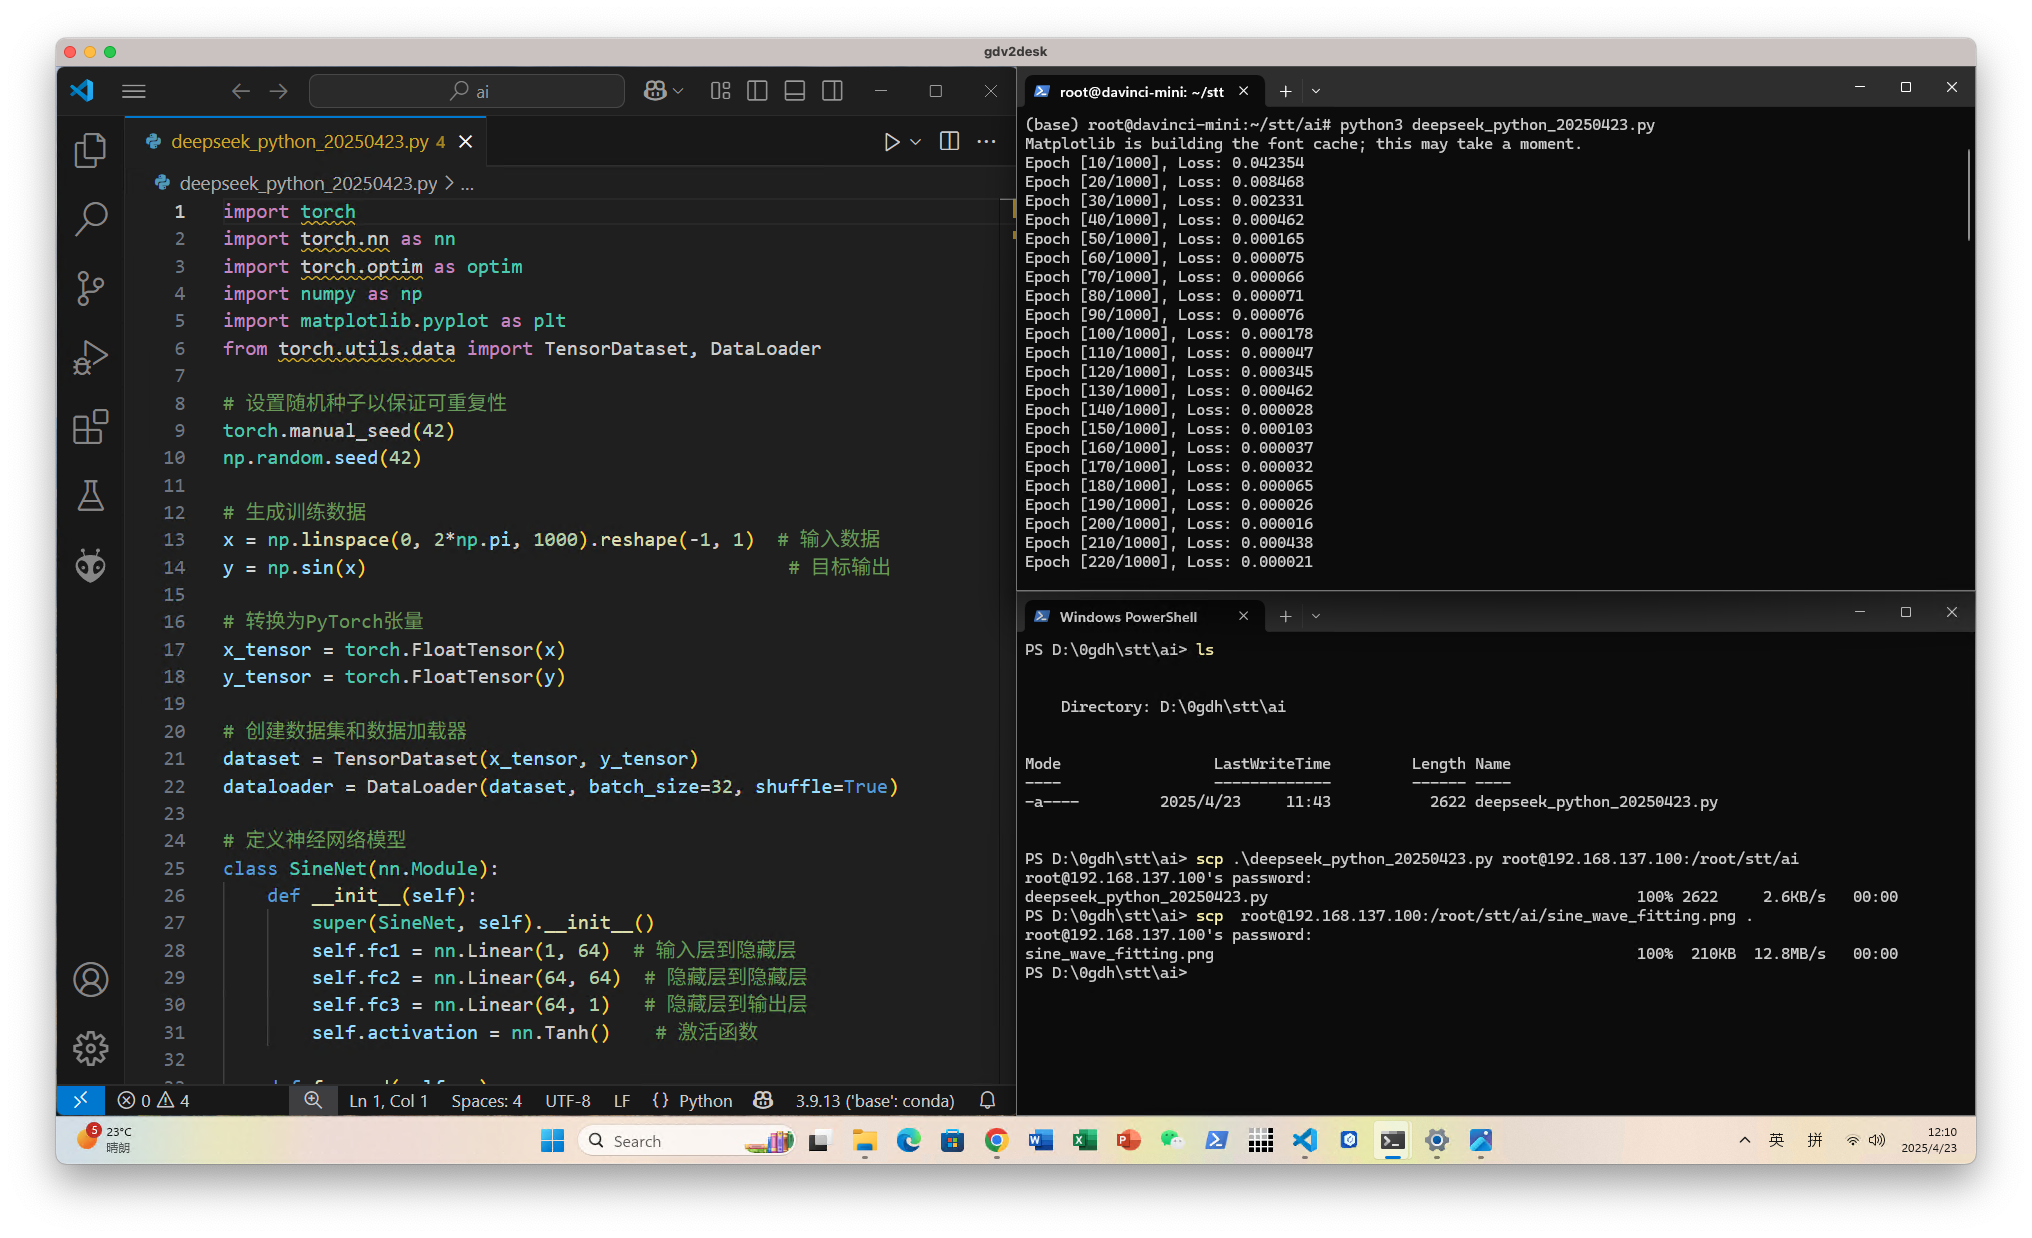 gdv2desk
ai
deepseek_python_20250423.py 4
deepseek_python_20250423.py > ...
1 import torch
2 import torch.nn as nn
3 import torch.optim as optim
4 import numpy as np
5 import matplotlib.pyplot as plt
6 from torch.utils.data import TensorDataset, DataLoader
7
8 # 设置随机种子以保证可重复性
9 torch.manual_seed(42)
10 np.random.seed(42)
11
12 # 生成训练数据
13 x = np.linspace(0, 2*np.pi, 1000).reshape(-1, 1)  # 输入数据
14 y = np.sin(x)  # 目标输出
15
16 # 转换为PyTorch张量
17 x_tensor = torch.FloatTensor(x)
18 y_tensor = torch.FloatTensor(y)
19
20 # 创建数据集和数据加载器
21 dataset = TensorDataset(x_tensor, y_tensor)
22 dataloader = DataLoader(dataset, batch_size=32, shuffle=True)
23
24 # 定义神经网络模型
25 class SineNet(nn.Module):
26 def __init__(self):
27 super(SineNet, self).__init__()
28 self.fc1 = nn.Linear(1, 64)  # 输入层到隐藏层
29 self.fc2 = nn.Linear(64, 64)  # 隐藏层到隐藏层
30 self.fc3 = nn.Linear(64, 1)  # 隐藏层到输出层
31 self.activation = nn.Tanh()  # 激活函数
32
0 4 Ln 1, Col 1 Spaces: 4 UTF-8 LF {} Python 3.9.13 ('base': conda)
root@davinci-mini: ~/stt
(base) root@davinci-mini:~/stt/ai# python3 deepseek_python_20250423.py
Matplotlib is building the font cache; this may take a moment.
Epoch [10/1000], Loss: 0.042354
Epoch [20/1000], Loss: 0.008468
Epoch [30/1000], Loss: 0.002331
Epoch [40/1000], Loss: 0.000462
Epoch [50/1000], Loss: 0.000165
Epoch [60/1000], Loss: 0.000075
Epoch [70/1000], Loss: 0.000066
Epoch [80/1000], Loss: 0.000071
Epoch [90/1000], Loss: 0.000076
Epoch [100/1000], Loss: 0.000178
Epoch [110/1000], Loss: 0.000047
Epoch [120/1000], Loss: 0.000345
Epoch [130/1000], Loss: 0.000462
Epoch [140/1000], Loss: 0.000028
Epoch [150/1000], Loss: 0.000103
Epoch [160/1000], Loss: 0.000037
Epoch [170/1000], Loss: 0.000032
Epoch [180/1000], Loss: 0.000065
Epoch [190/1000], Loss: 0.000026
Epoch [200/1000], Loss: 0.000016
Epoch [210/1000], Loss: 0.000438
Epoch [220/1000], Loss: 0.000021
Windows PowerShell
PS D:\0gdh\stt\ai> ls
Directory: D:\0gdh\stt\ai
Mode LastWriteTime Length Name
---- ------------- ------ ----
-a---- 2025/4/23 11:43 2622 deepseek_python_20250423.py
PS D:\0gdh\stt\ai> scp .\deepseek_python_20250423.py root@192.168.137.100:/root/stt/ai
root@192.168.137.100's password:
deepseek_python_20250423.py 100% 2622 2.6KB/s 00:00
PS D:\0gdh\stt\ai> scp  root@192.168.137.100:/root/stt/ai/sine_wave_fitting.png .
root@192.168.137.100's password:
sine_wave_fitting.png 100% 210KB 12.8MB/s 00:00
PS D:\0gdh\stt\ai>
5 23°C
晴朗
Search
英 拼
12:10
2025/4/23